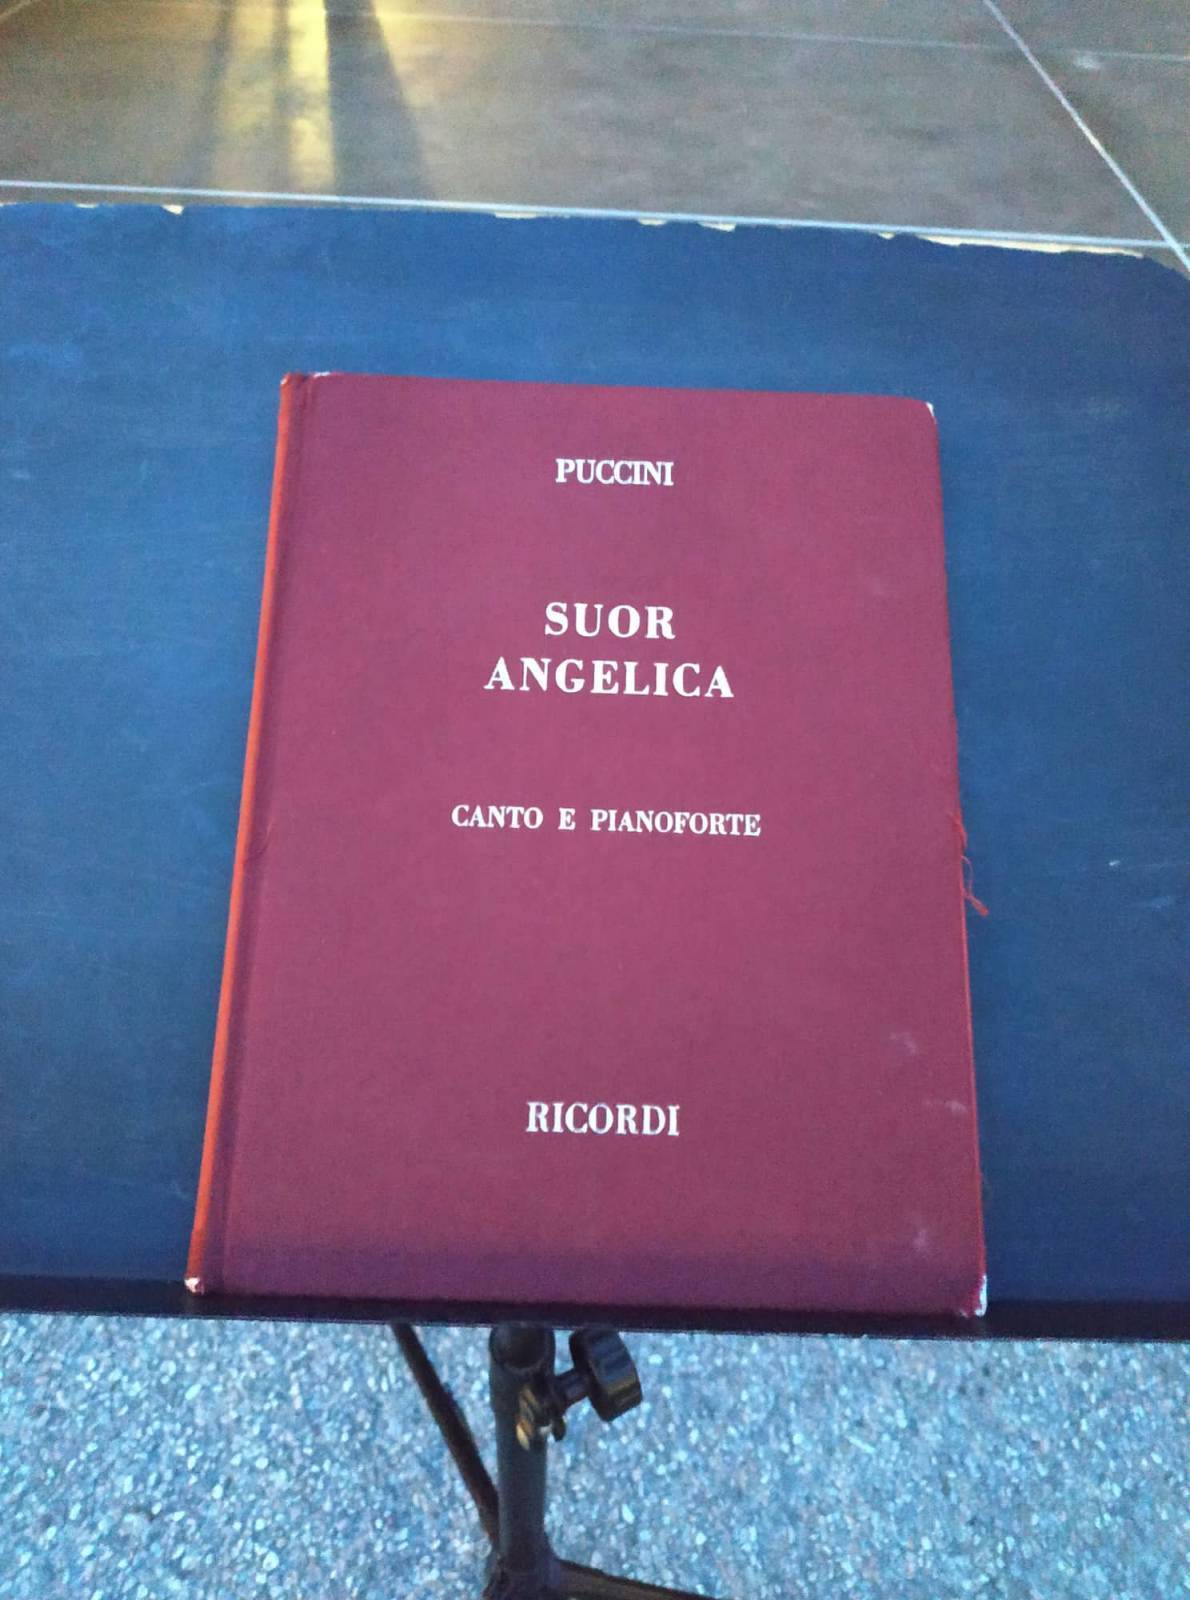 PUCCINI
SUOR
ANGELICA
CANTO E PIANOFORTE
RICORDI